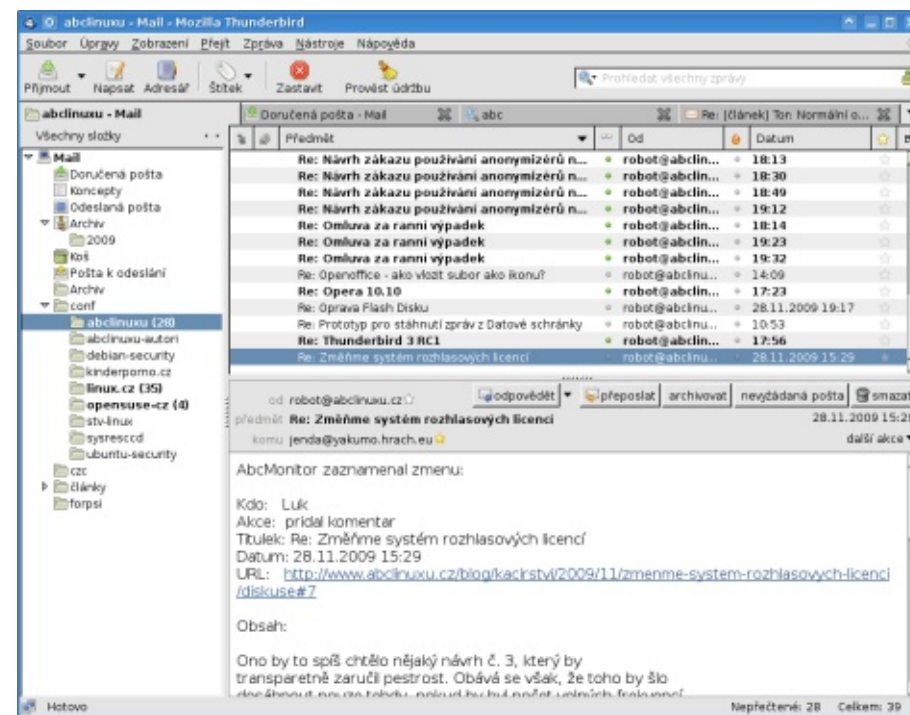 abclinuxu - Mail - Mozilla Thunderbird
Soubor Úpravy Zobrazení Přejít Zpráva Nástroje Nápověda
Přijmout Napsat Adresář Štítek Zastavit Provést údržbu Prohledat všechny zprávy
abclinuxu - Mail
Doručená pošta - Mail abc Re: [článek] Tor: Normální o...
Všechny složky
Předmět Od Datum
Mail
Doručená pošta
Koncepty
Odeslaná pošta
Archiv
2009
Koš
Pošta k odeslání
Archiv
conf
abclinuxu (28)
abclinuxu-autori
debian-security
kinderporno.cz
linux.cz (35)
opensuse-cz (4)
stv-linux
sysresccd
ubuntu-security
czc
články
forpsi
Re: Návrh zákazu používání anonymizérů n... robot@abclin... 18:13
Re: Návrh zákazu používání anonymizérů n... robot@abclin... 18:30
Re: Návrh zákazu používání anonymizérů n... robot@abclin... 18:49
Re: Návrh zákazu používání anonymizérů n... robot@abclin... 19:12
Re: Omluva za ranní výpadek robot@abclin... 18:14
Re: Omluva za ranní výpadek robot@abclin... 19:23
Re: Omluva za ranní výpadek robot@abclin... 19:32
Re: Openoffice - ako vlozit subor ako ikonu? robot@abclinu... 14:09
Re: Opera 10.10 robot@abclin... 17:23
Re: Oprava Flash Disku robot@abclinu... 28.11.2009 19:17
Re: Prototyp pro stáhnutí zpráv z Datové schránky robot@abclinu... 10:53
Re: Thunderbird 3 RC1 robot@abclin... 17:56
Re: Změňme systém rozhlasových licencí robot@abclinu... 28.11.2009 15:29
od robot@abclinuxu.cz odpovědět přeposlat archivovat nevyžádaná pošta smazat
předmět Re: Změňme systém rozhlasových licencí 28.11.2009 15:29
komu jenda@yakumo.hrach.eu další akce
AbcMonitor zaznamenal zmenu:
Kdo: Luk
Akce: pridal komentar
Titulek: Re: Změňme systém rozhlasových licencí
Datum: 28.11.2009 15:29
URL: http://www.abclinuxu.cz/blog/kacirstvi/2009/11/zmenme-system-rozhlasovych-licenci
/diskuse#7
Obsah:
Ono by to spíš chtělo nějaký návrh č. 3, který by
transparetně zaručil pestrost. Obává se však, že toho by šlo
dosáhnout pouze tehdy, pokud by byl počet volných frekvencí
Hotovo Nepřečtené: 28 Celkem: 39